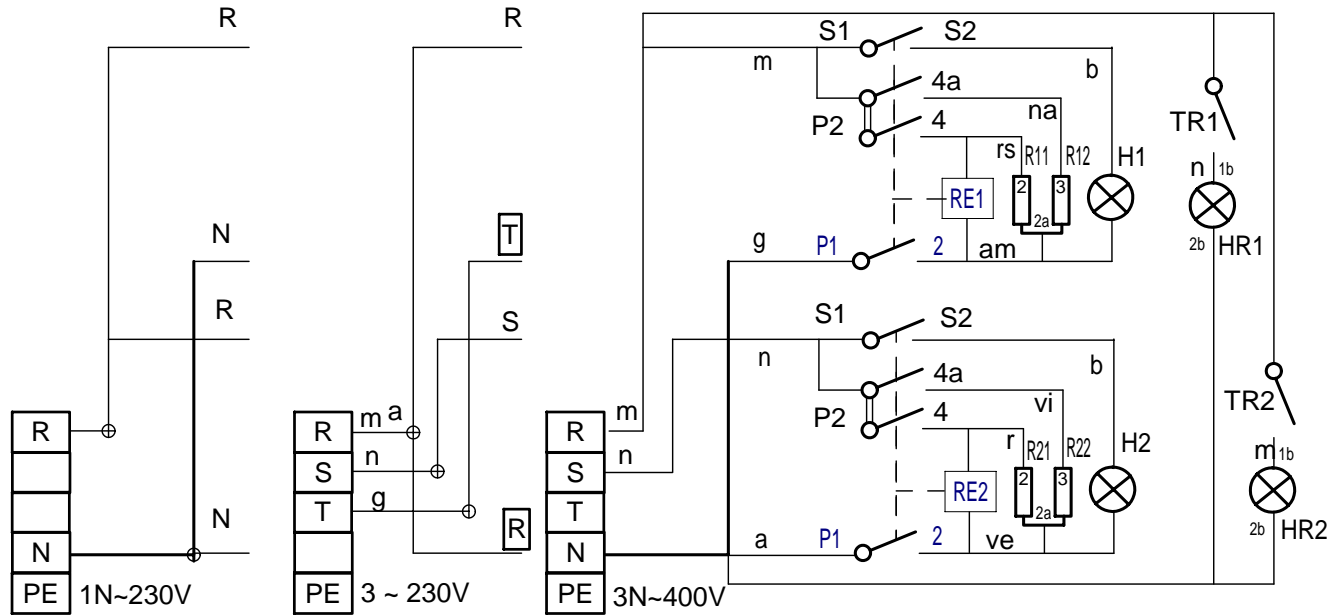 R
N
R
N
R
N
PE
1N~230V
R
T
S
R
R
S
T
PE
m a
n
g
3 ~ 230V
R
S
T
N
PE
m
n
3N~400V
S1
S2
m
b
4a
na
P2
4
rs
R11
R12
H1
2
3
RE1
2a
g
P1
2
am
TR1
n
1b
2b
HR1
S1
S2
n
b
4a
vi
P2
4
r
R21
R22
H2
2
3
RE2
2a
a
P1
2
ve
TR2
m
1b
2b
HR2